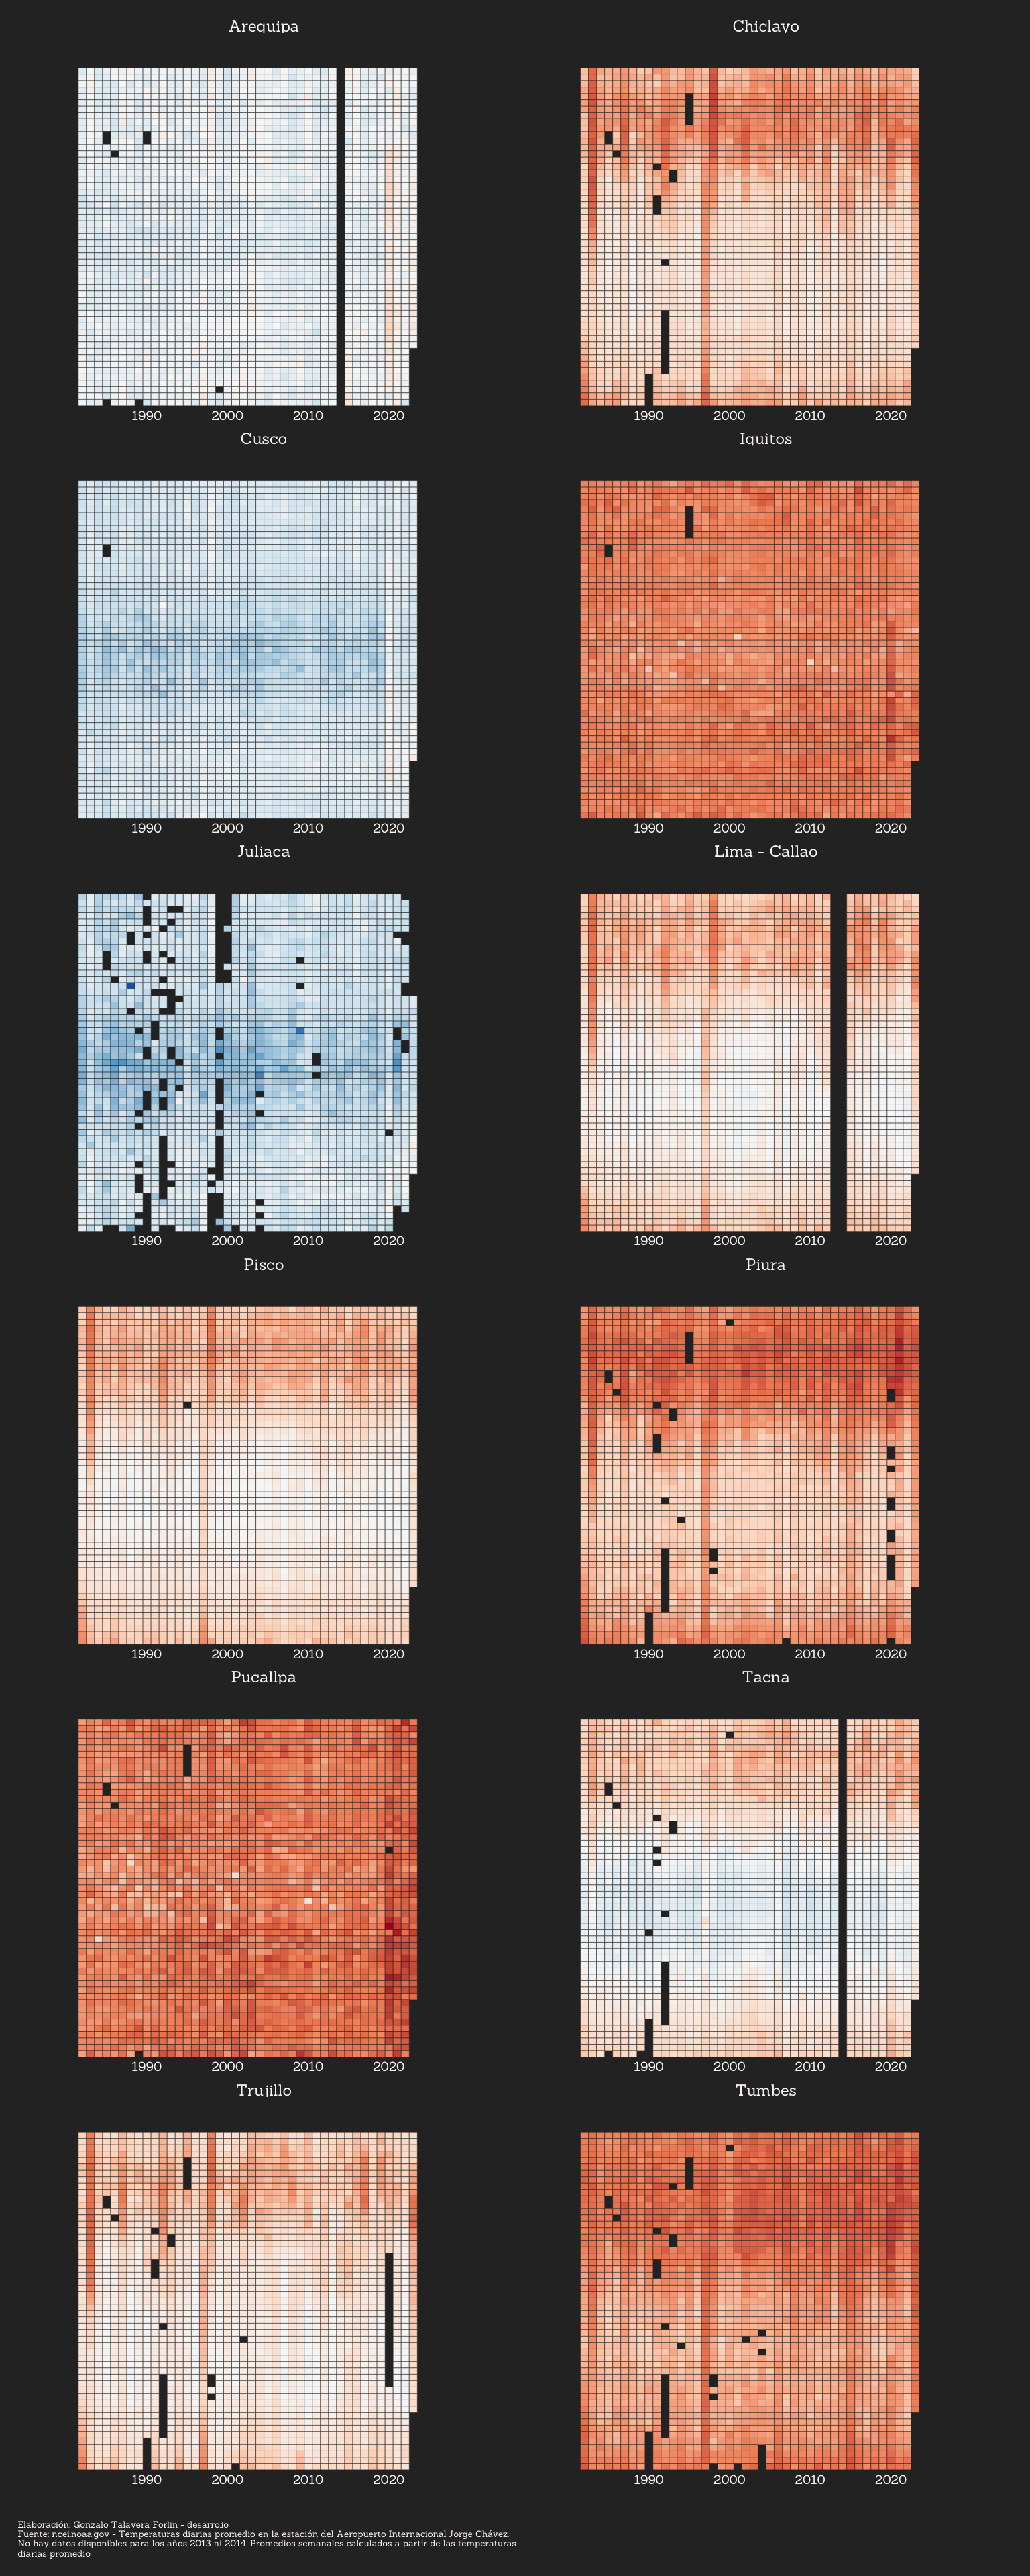 Arequipa Chiclayo
1990 2000 2010 2020 1990 2000 2010 2020
Cusco Iquitos
1990 2000 2010 2020 1990 2000 2010 2020
Juliaca Lima - Callao
1990 2000 2010 2020 1990 2000 2010 2020
Pisco Piura
1990 2000 2010 2020 1990 2000 2010 2020
Pucallpa Tacna
1990 2000 2010 2020 1990 2000 2010 2020
Trujillo Tumbes
1990 2000 2010 2020 1990 2000 2010 2020
Elaboración: Gonzalo Talavera Forlin - desarro.io
Fuente: ncei.noaa.gov - Temperaturas diarias promedio en la estación del Aeropuerto Internacional Jorge Chávez.
No hay datos disponibles para los años 2013 ni 2014. Promedios semanales calculados a partir de las temperaturas
diarias promedio